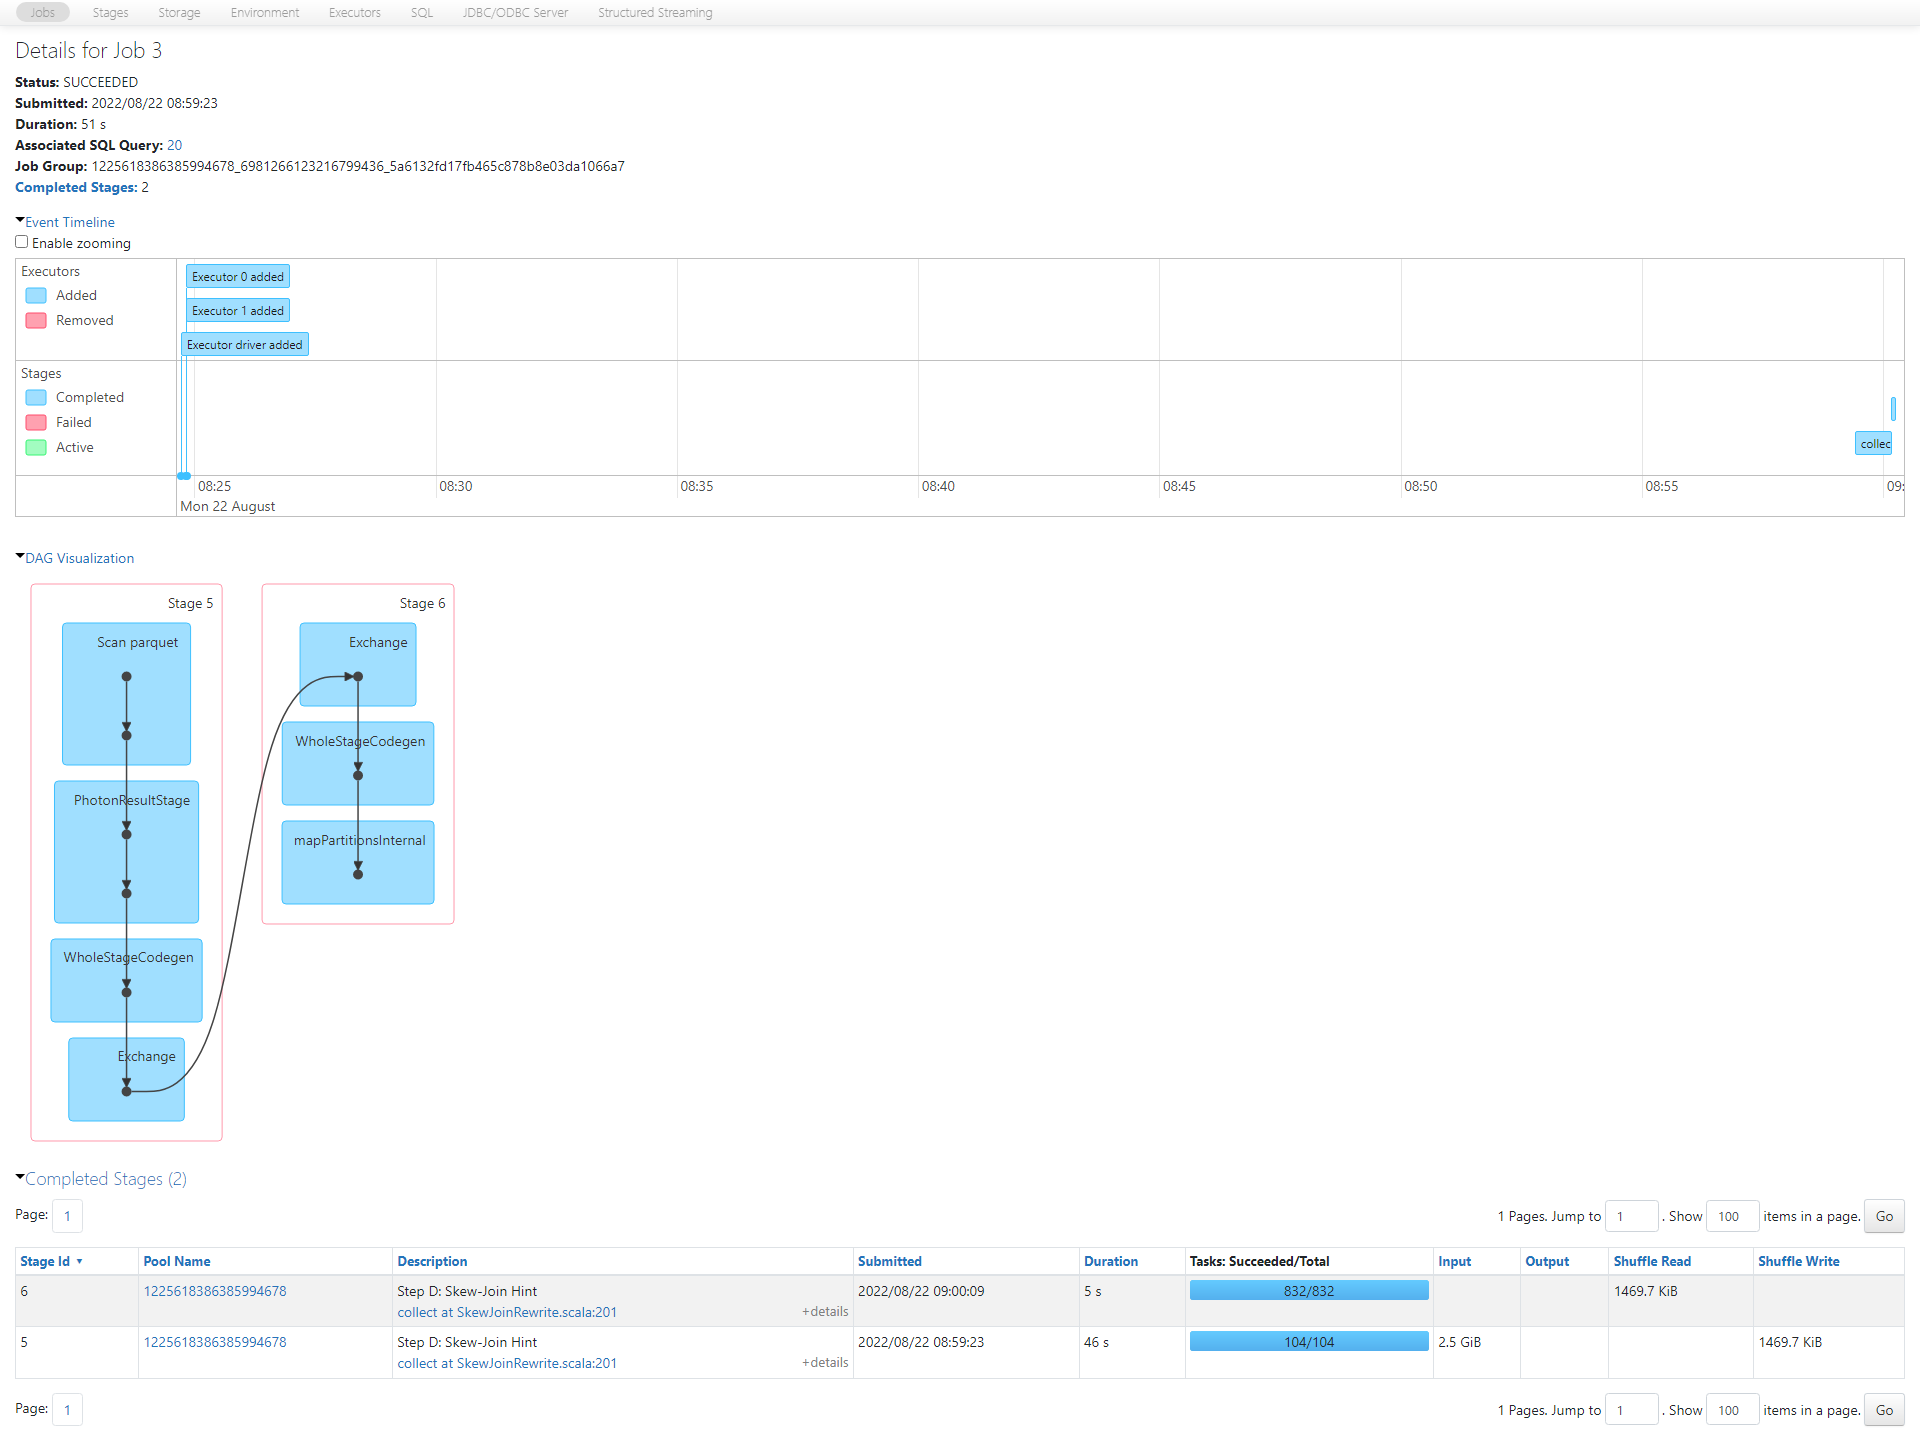 Jobs Stages Storage Environment Executors SQL JDBC/ODBC Server Structured Streaming
Details for Job 3
Status: SUCCEEDED
Submitted: 2022/08/22 08:59:23
Duration: 51 s
Associated SQL Query: 20
Job Group: 1225618386385994678_6981266123216799436_5a6132fd17fb465c878b8e03da1066a7
Completed Stages: 2
Event Timeline
Enable zooming
Executors
Added
Removed
Executor 0 added
Executor 1 added
Executor driver added
Stages
Completed
Failed
Active
collec
08:25 08:30 08:35 08:40 08:45 08:50 08:55 09:
Mon 22 August
DAG Visualization
Stage 5
Scan parquet
PhotonResultStage
WholeStageCodegen
Exchange
Stage 6
Exchange
WholeStageCodegen
mapPartitionsInternal
Completed Stages (2)
Page: 1 1 Pages. Jump to 1 . Show 100 items in a page. Go
Stage Id Pool Name Description Submitted Duration Tasks: Succeeded/Total Input Output Shuffle Read Shuffle Write
6 1225618386385994678 Step D: Skew-Join Hint 2022/08/22 09:00:09 5 s 832/832 1469.7 KiB
collect at SkewJoinRewrite.scala:201 +details
5 1225618386385994678 Step D: Skew-Join Hint 2022/08/22 08:59:23 46 s 104/104 2.5 GiB 1469.7 KiB
collect at SkewJoinRewrite.scala:201 +details
Page: 1 1 Pages. Jump to 1 . Show 100 items in a page. Go